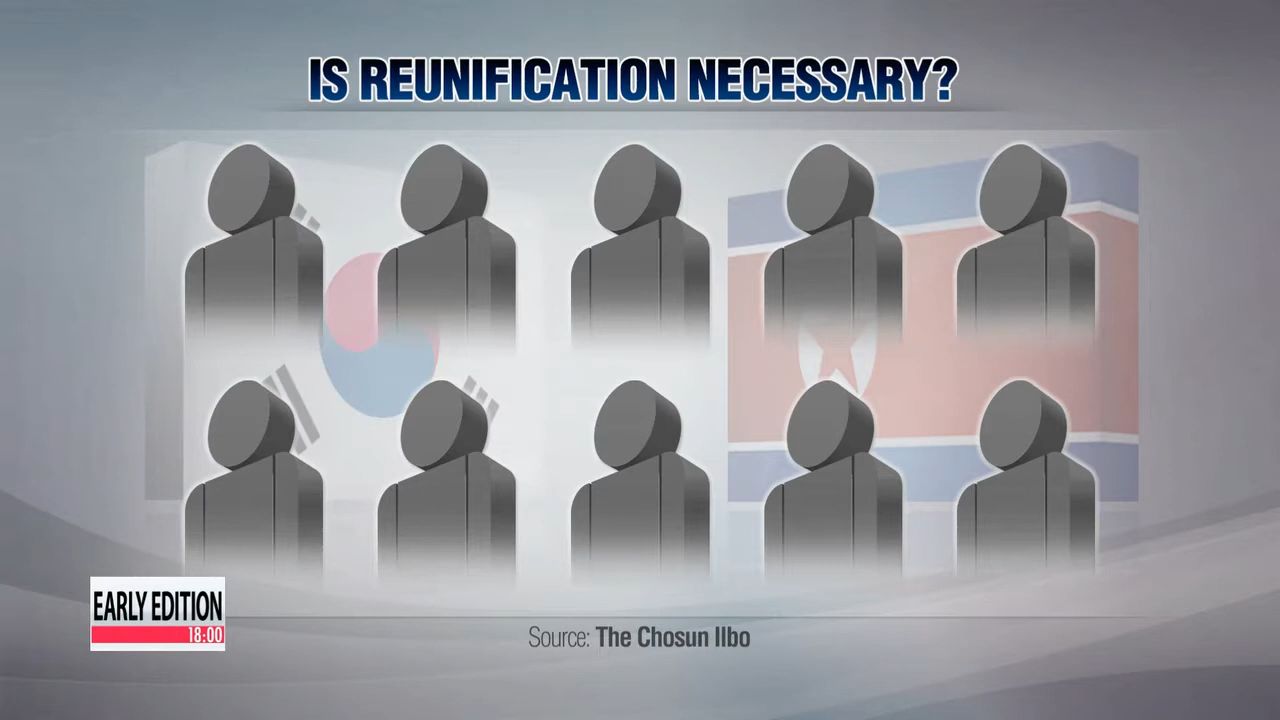 IS REUNIFICATION NECESSARY?
EARLY EDITION
18:00
Source: The Chosun Ilbo